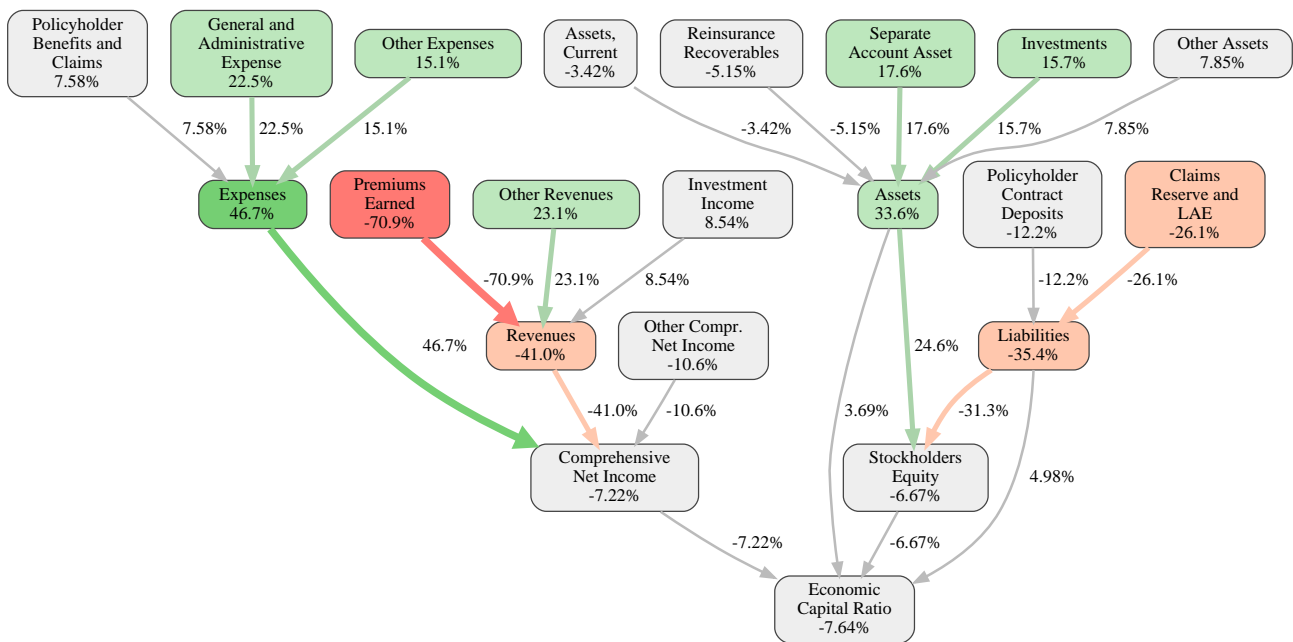 Policyholder
Benefits and
Claims
7.58%
General and
Administrative
Expense
22.5%
Other Expenses
15.1%
Assets,
Current
-3.42%
Reinsurance
Recoverables
-5.15%
Separate
Account Asset
17.6%
Investments
15.7%
Other Assets
7.85%
7.58%
22.5%
15.1%
-3.42%
-5.15%
17.6%
15.7%
7.85%
Expenses
46.7%
Premiums
Earned
-70.9%
Other Revenues
23.1%
Investment
Income
8.54%
Assets
33.6%
Policyholder
Contract
Deposits
-12.2%
Claims
Reserve and
LAE
-26.1%
-70.9%
23.1%
8.54%
-12.2%
-26.1%
Revenues
-41.0%
Other Compr.
Net Income
-10.6%
Liabilities
-35.4%
46.7%
24.6%
-41.0%
-10.6%
3.69%
-31.3%
Comprehensive
Net Income
-7.22%
Stockholders
Equity
-6.67%
4.98%
-7.22%
-6.67%
Economic
Capital Ratio
-7.64%